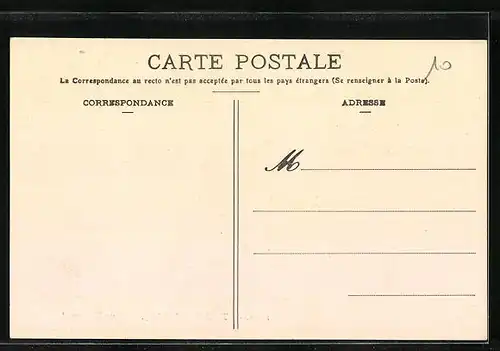 CARTE POSTALE
La Correspondance au recto n'est pas acceptée par tous les pays étrangers (Se renseigner à la Poste).
10
CORRESPONDANCE
ADRESSE
M